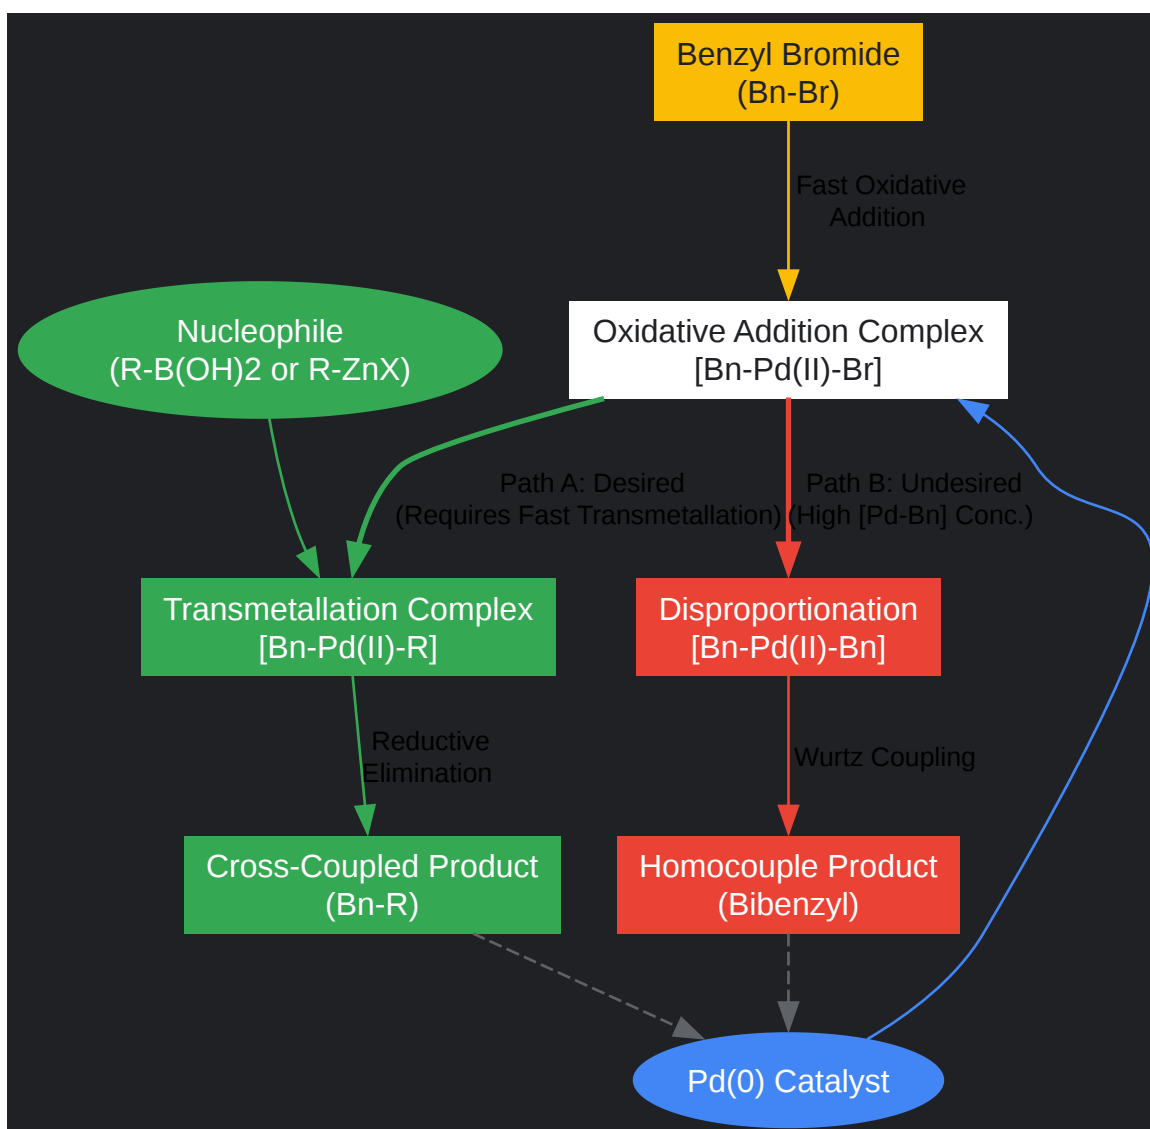 Benzyl Bromide
(Bn-Br)
Fast Oxidative
Addition
Nucleophile
(R-B(OH)2 or R-ZnX)
Oxidative Addition Complex
[Bn-Pd(II)-Br]
Path A: Desired
(Requires Fast Transmetallation)
Path B: Undesired
(High [Pd-Bn] Conc.)
Transmetallation Complex
[Bn-Pd(II)-R]
Disproportionation
[Bn-Pd(II)-Bn]
Reductive
Elimination
Wurtz Coupling
Cross-Coupled Product
(Bn-R)
Homocouple Product
(Bibenzyl)
Pd(0) Catalyst